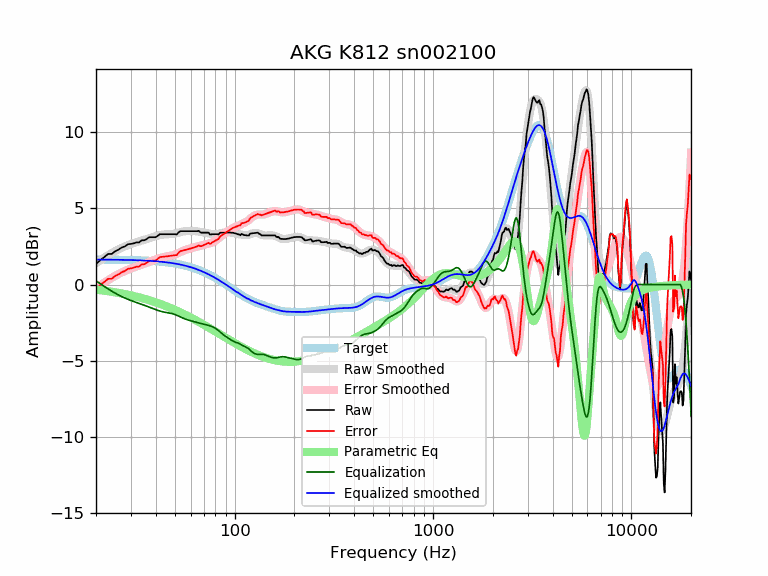 AKG K812 sn002100
Amplitude (dBr)
10
5
0
−5
−10
−15
Target
Raw Smoothed
Error Smoothed
Raw
Error
Parametric Eq
Equalization
Equalized smoothed
100
1000
10000
Frequency (Hz)